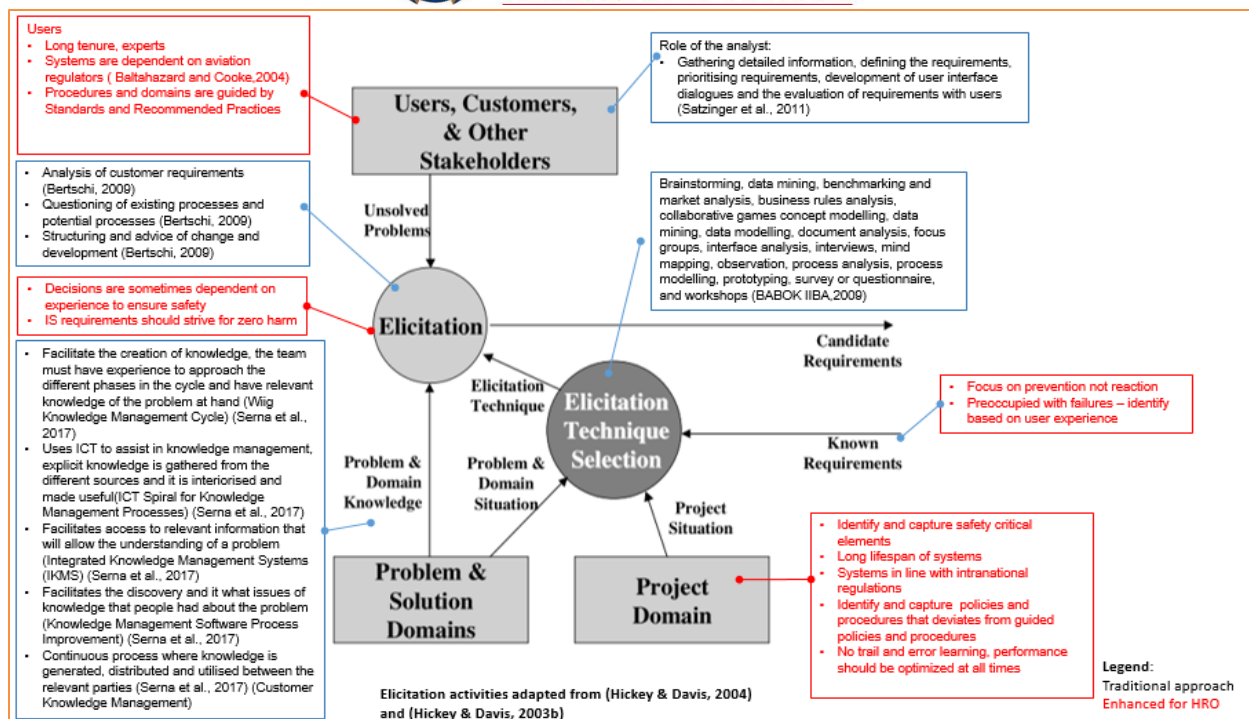 Users
• Long tenure, experts
• Systems are dependent on aviation
regulators ( Baltahazard and Cooke,2004)
• Procedures and domains are guided by
Standards and Recommended Practices
Users, Customers,
& Other
Stakeholders
Role of the analyst:
• Gathering detailed information, defining the requirements,
prioritising requirements, development of user interface
dialogues and the evaluation of requirements with users
(Satzinger et al., 2011)
• Analysis of customer requirements
(Bertschi, 2009)
• Questioning of existing processes and
potential processes (Bertschi, 2009)
• Structuring and advice of change and
development (Bertschi, 2009)
Unsolved
Problems
Brainstorming, data mining, benchmarking and
market analysis, business rules analysis,
collaborative games concept modelling, data
mining, data modelling, document analysis, focus
groups, interface analysis, interviews, mind
mapping, observation, process analysis, process
modelling, prototyping, survey or questionnaire,
and workshops (BABOK IIBA,2009)
• Decisions are sometimes dependent on
experience to ensure safety
• IS requirements should strive for zero harm
Elicitation
Candidate
Requirements
• Facilitate the creation of knowledge, the team
must have experience to approach the
different phases in the cycle and have relevant
knowledge of the problem at hand (Wiig
Knowledge Management Cycle) (Serna et al.,
2017)
• Uses ICT to assist in knowledge management,
explicit knowledge is gathered from the
different sources and it is interiorised and
made useful(ICT Spiral for Knowledge
Management Processes) (Serna et al., 2017)
• Facilitates access to relevant information that
will allow the understanding of a problem
(Integrated Knowledge Management Systems
(IKMS) (Serna et al., 2017)
• Facilitates the discovery and it what issues of
knowledge that people had about the problem
(Knowledge Management Software Process
Improvement) (Serna et al., 2017)
• Continuous process where knowledge is
generated, distributed and utilised between the
relevant parties (Serna et al., 2017) (Customer
Knowledge Management)
Elicitation
Technique
Elicitation
Technique
Selection
• Focus on prevention not reaction
• Preoccupied with failures – identify
based on user experience
Known
Requirements
Problem &
Domain
Knowledge
Problem &
Domain
Situation
Project
Situation
Problem &
Solution
Domains
Project
Domain
• Identify and capture safety critical
elements
• Long lifespan of systems
• Systems in line with intranational
regulations
• Identify and capture policies and
procedures that deviates from guided
policies and procedures
• No trail and error learning, performance
should be optimized at all times
Legend:
Traditional approach
Enhanced for HRO
Elicitation activities adapted from (Hickey & Davis, 2004)
and (Hickey & Davis, 2003b)